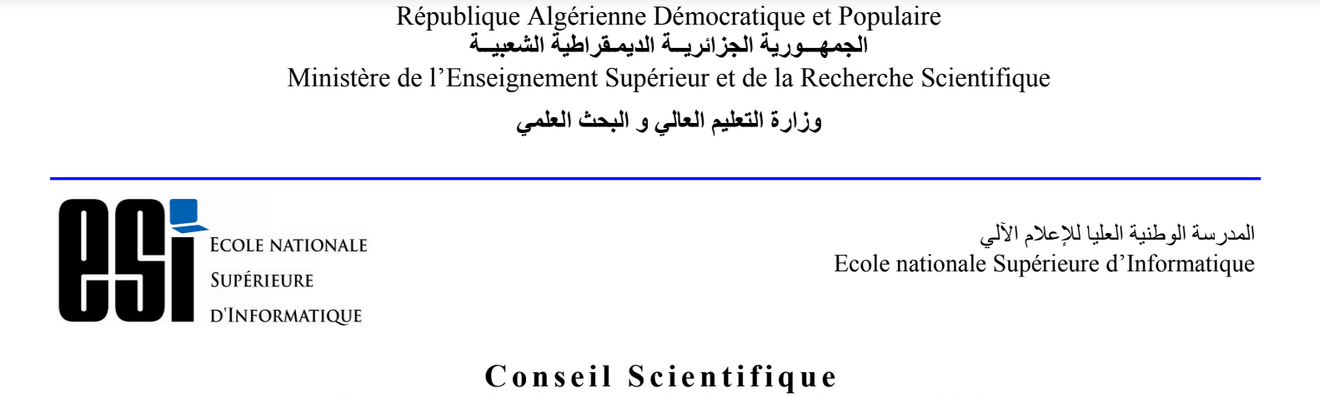 République Algérienne Démocratique et Populaire
الجمهــورية الجزائريــة الديمـقراطية الشعبيــة
Ministère de l’Enseignement Supérieur et de la Recherche Scientifique
وزارة التعليم العالي و البحث العلمي
esi
ECOLE NATIONALE
SUPÉRIEURE
D'INFORMATIQUE
المدرسة الوطنية العليا للإعلام الآلي
Ecole nationale Supérieure d’Informatique
Conseil Scientifique